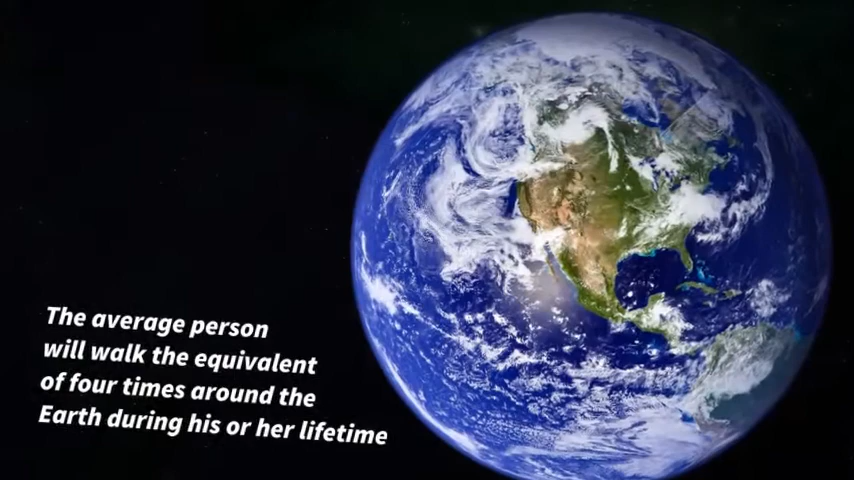 The average person
will walk the equivalent
of four times around the
Earth during his or her lifetime